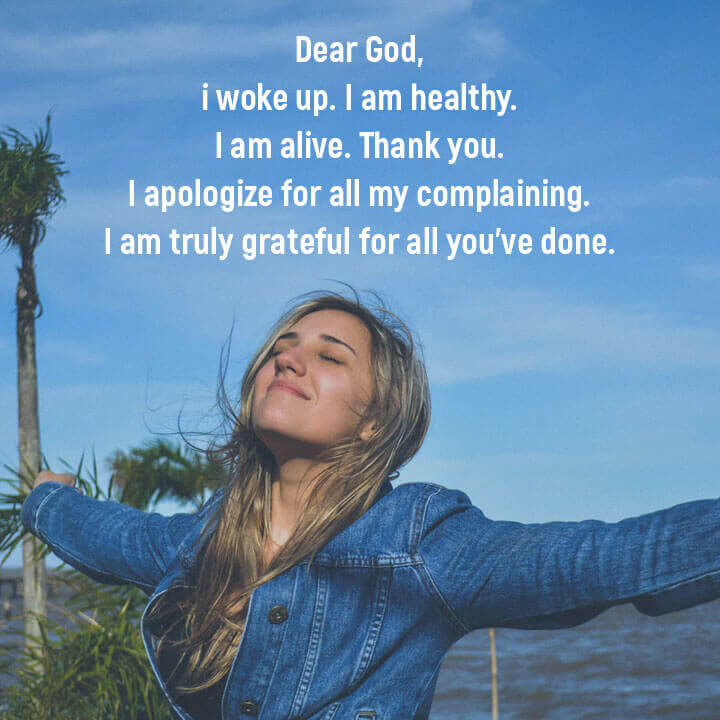 Dear God,
i woke up. I am healthy.
I am alive. Thank you.
I apologize for all my complaining.
I am truly grateful for all you’ve done.